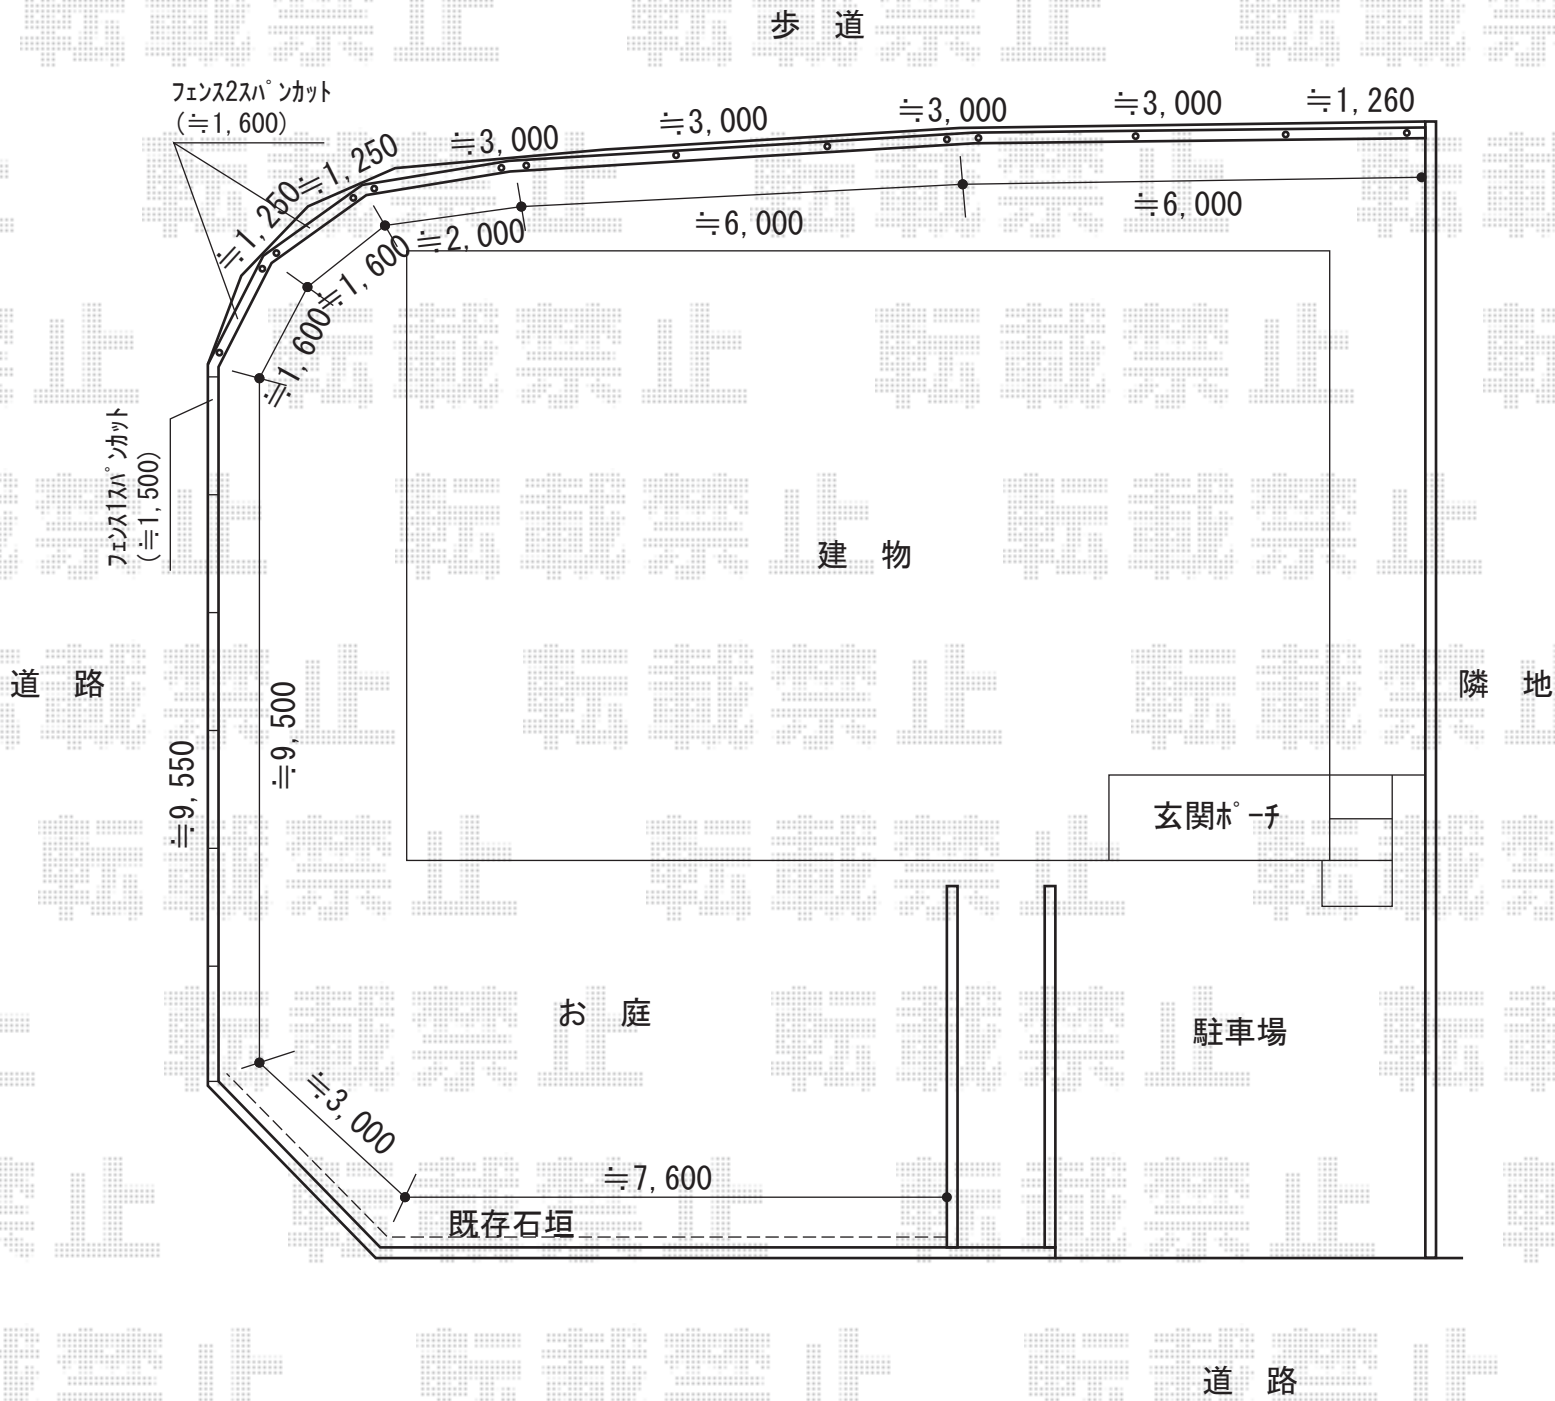 歩 道
フェンス2スパンカット
(≒1,600)
≒1,250
≒1,250
≒3,000
≒3,000
≒3,000
≒3,000
≒1,260
≒1,600
≒1,600
≒2,000
≒6,000
≒6,000
フェンス1スパンカット
(≒1,500)
建 物
道 路
隣 地
≒9,550
≒9,500
玄関ポーチ
お 庭
駐車場
≒3,000
≒7,600
既存石垣
道 路
転載禁止